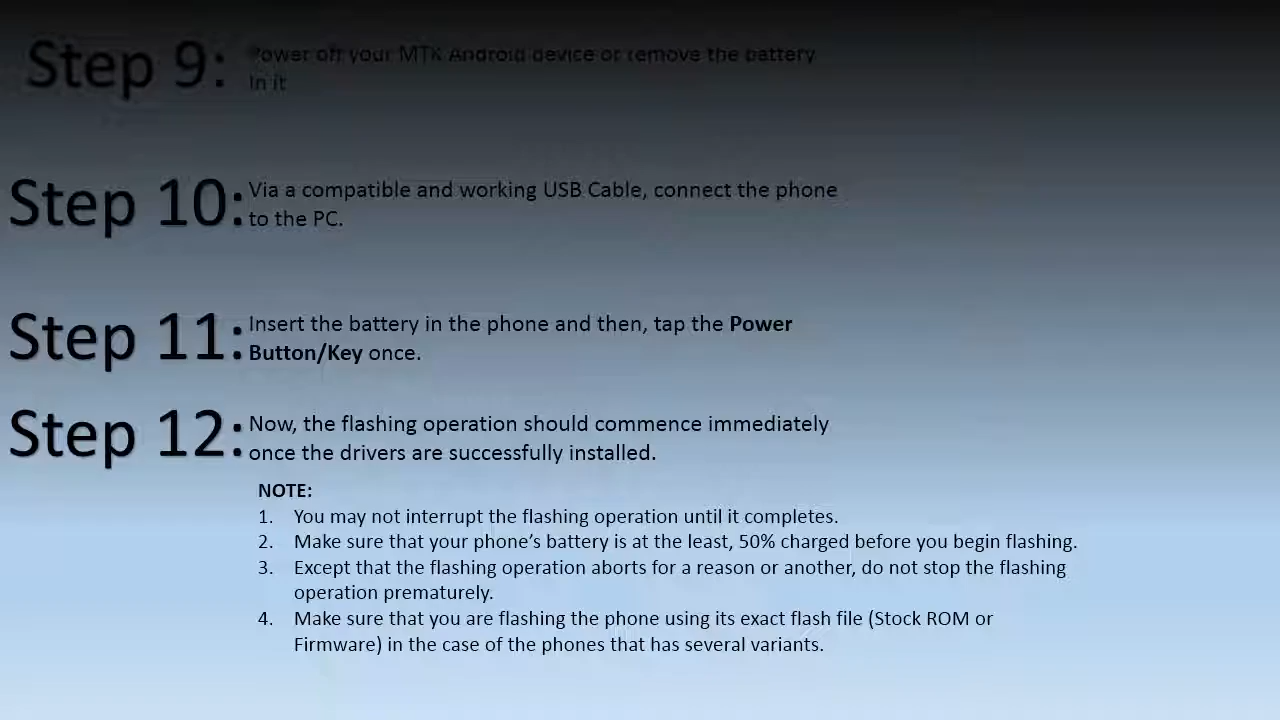 Step 9: Power off your MTK Android device or remove the battery
In it
Step 10: Via a compatible and working USB Cable, connect the phone
to the PC.
Step 11: Insert the battery in the phone and then, tap the Power
Button/Key once.
Step 12: Now, the flashing operation should commence immediately
once the drivers are successfully installed.
NOTE:
1. You may not interrupt the flashing operation until it completes.
2. Make sure that your phone’s battery is at the least, 50% charged before you begin flashing.
3. Except that the flashing operation aborts for a reason or another, do not stop the flashing
operation prematurely.
4. Make sure that you are flashing the phone using its exact flash file (Stock ROM or
Firmware) in the case of the phones that has several variants.